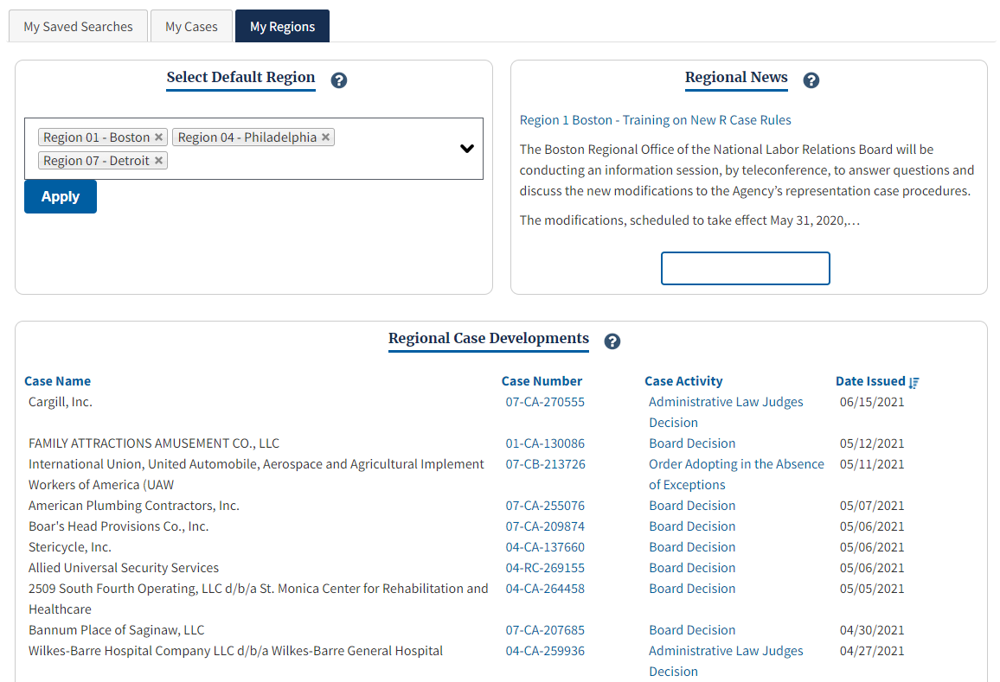 My Saved Searches
My Cases
My Regions
Select Default Region ?
Region 01 - Boston ×
Region 04 - Philadelphia ×
Region 07 - Detroit ×
Apply
Regional News ?
Region 1 Boston - Training on New R Case Rules
The Boston Regional Office of the National Labor Relations Board will be
conducting an information session, by teleconference, to answer questions and
discuss the new modifications to the Agency’s representation case procedures.
The modifications, scheduled to take effect May 31, 2020,…
Regional Case Developments ?
Case Name Case Number Case Activity Date Issued
Cargill, Inc. 07-CA-270555 Administrative Law Judges 06/15/2021
Decision
FAMILY ATTRACTIONS AMUSEMENT CO., LLC 01-CA-130086 Board Decision 05/12/2021
International Union, United Automobile, Aerospace and Agricultural Implement 07-CB-213726 Order Adopting in the Absence 05/11/2021
Workers of America (UAW of Exceptions
American Plumbing Contractors, Inc. 07-CA-255076 Board Decision 05/07/2021
Boar's Head Provisions Co., Inc. 07-CA-209874 Board Decision 05/06/2021
Stericycle, Inc. 04-CA-137660 Board Decision 05/06/2021
Allied Universal Security Services 04-RC-269155 Board Decision 05/06/2021
2509 South Fourth Operating, LLC d/b/a St. Monica Center for Rehabilitation and 04-CA-264458 Board Decision 05/05/2021
Healthcare
Bannum Place of Saginaw, LLC 07-CA-207685 Board Decision 04/30/2021
Wilkes-Barre Hospital Company LLC d/b/a Wilkes-Barre General Hospital 04-CA-259936 Administrative Law Judges 04/27/2021
Decision